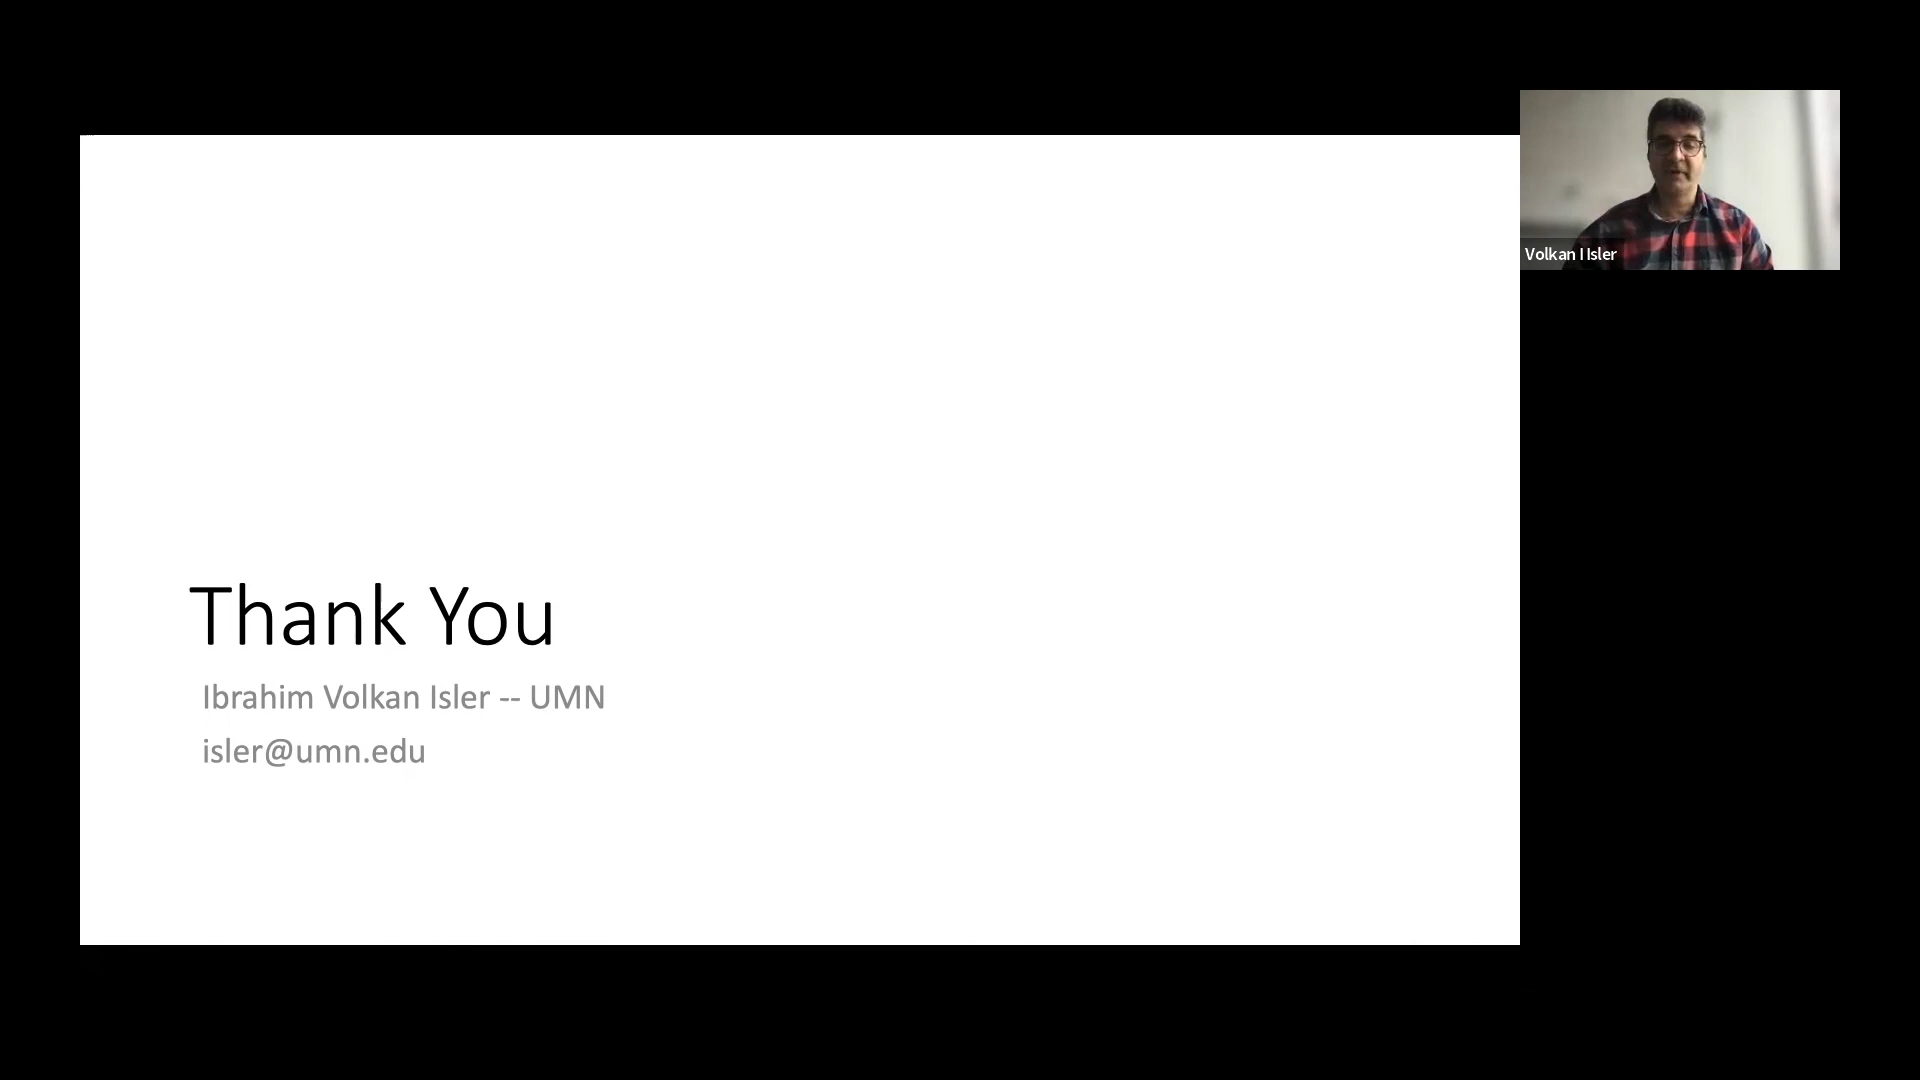 Thank You
Ibrahim Volkan Isler -- UMN
isler@umn.edu
Volkan I Isler